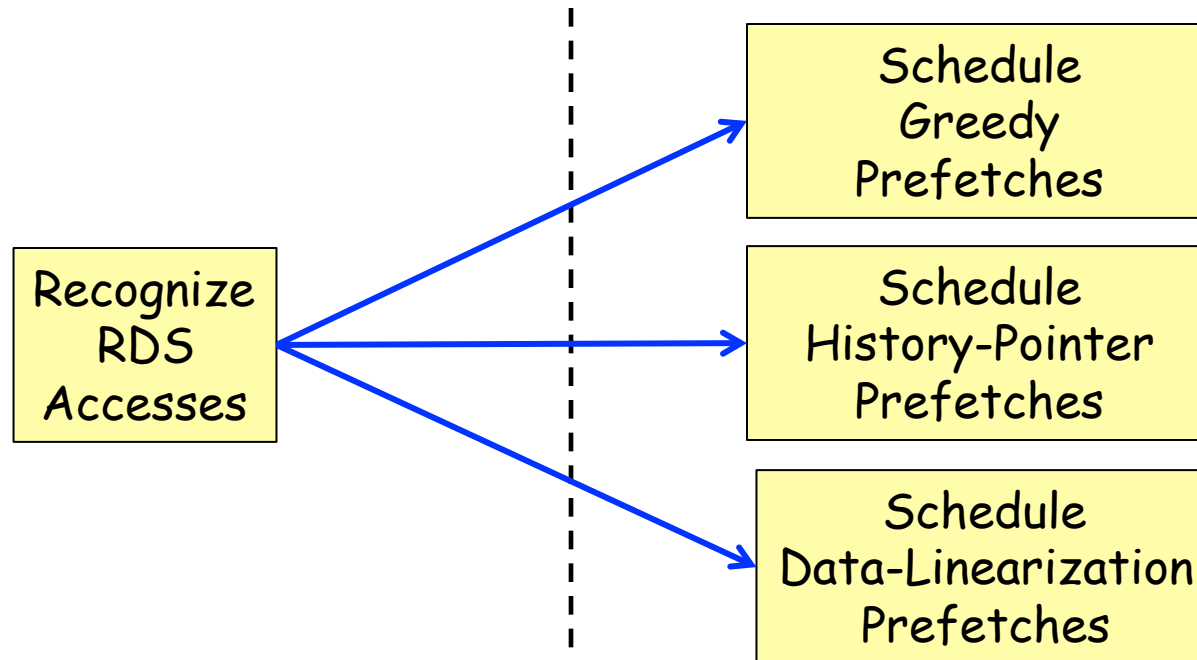 Recognize
RDS
Accesses
Schedule
Greedy
Prefetches
Schedule
History-Pointer
Prefetches
Schedule
Data-Linearization
Prefetches